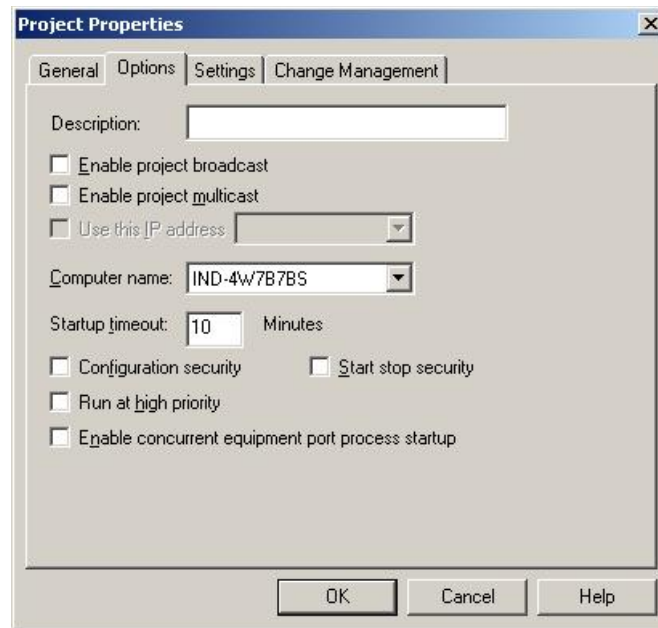 Project Properties
General Options Settings Change Management
Description:
Enable project broadcast
Enable project multicast
Use this IP address
Computer name: IND-4W7B7BS
Startup timeout: 10 Minutes
Configuration security Start stop security
Run at high priority
Enable concurrent equipment port process startup
OK Cancel Help